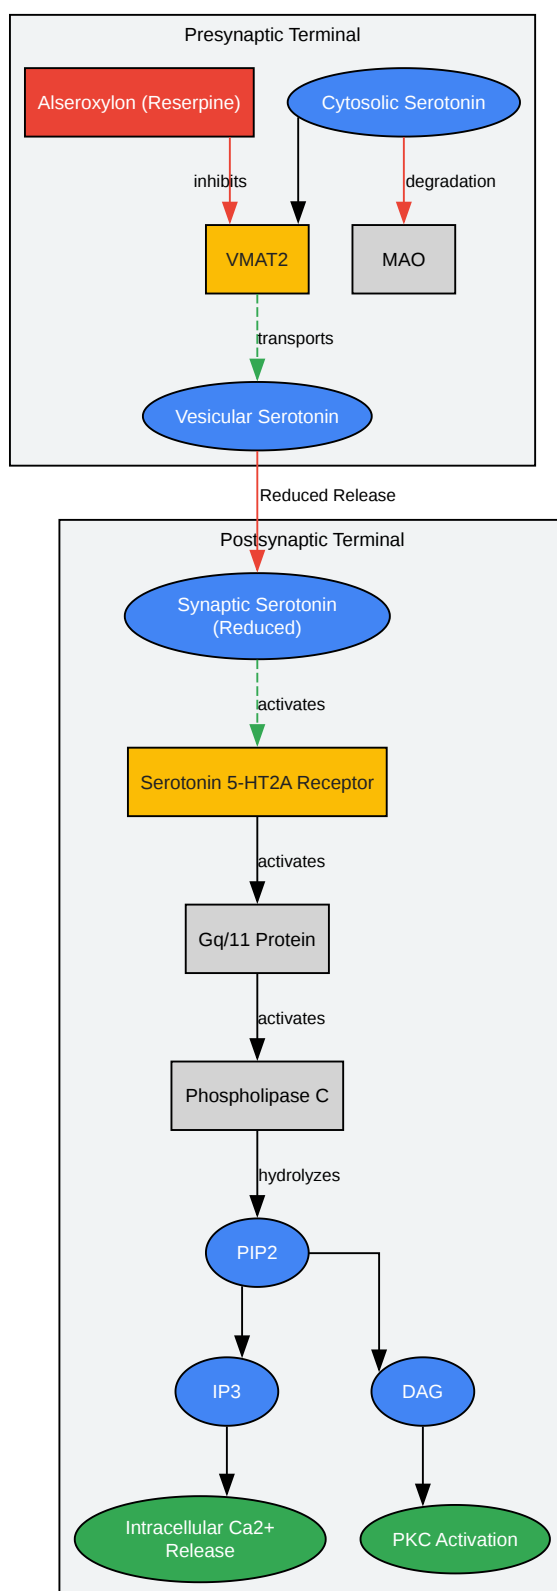 Presynaptic Terminal
Alseroxylon (Reserpine)
Cytosolic Serotonin
inhibits
degradation
VMAT2
MAO
transports
Vesicular Serotonin
Reduced Release
Postsynaptic Terminal
Synaptic Serotonin
(Reduced)
activates
Serotonin 5-HT2A Receptor
activates
Gq/11 Protein
activates
Phospholipase C
hydrolyzes
PIP2
IP3
DAG
Intracellular Ca2+
Release
PKC Activation